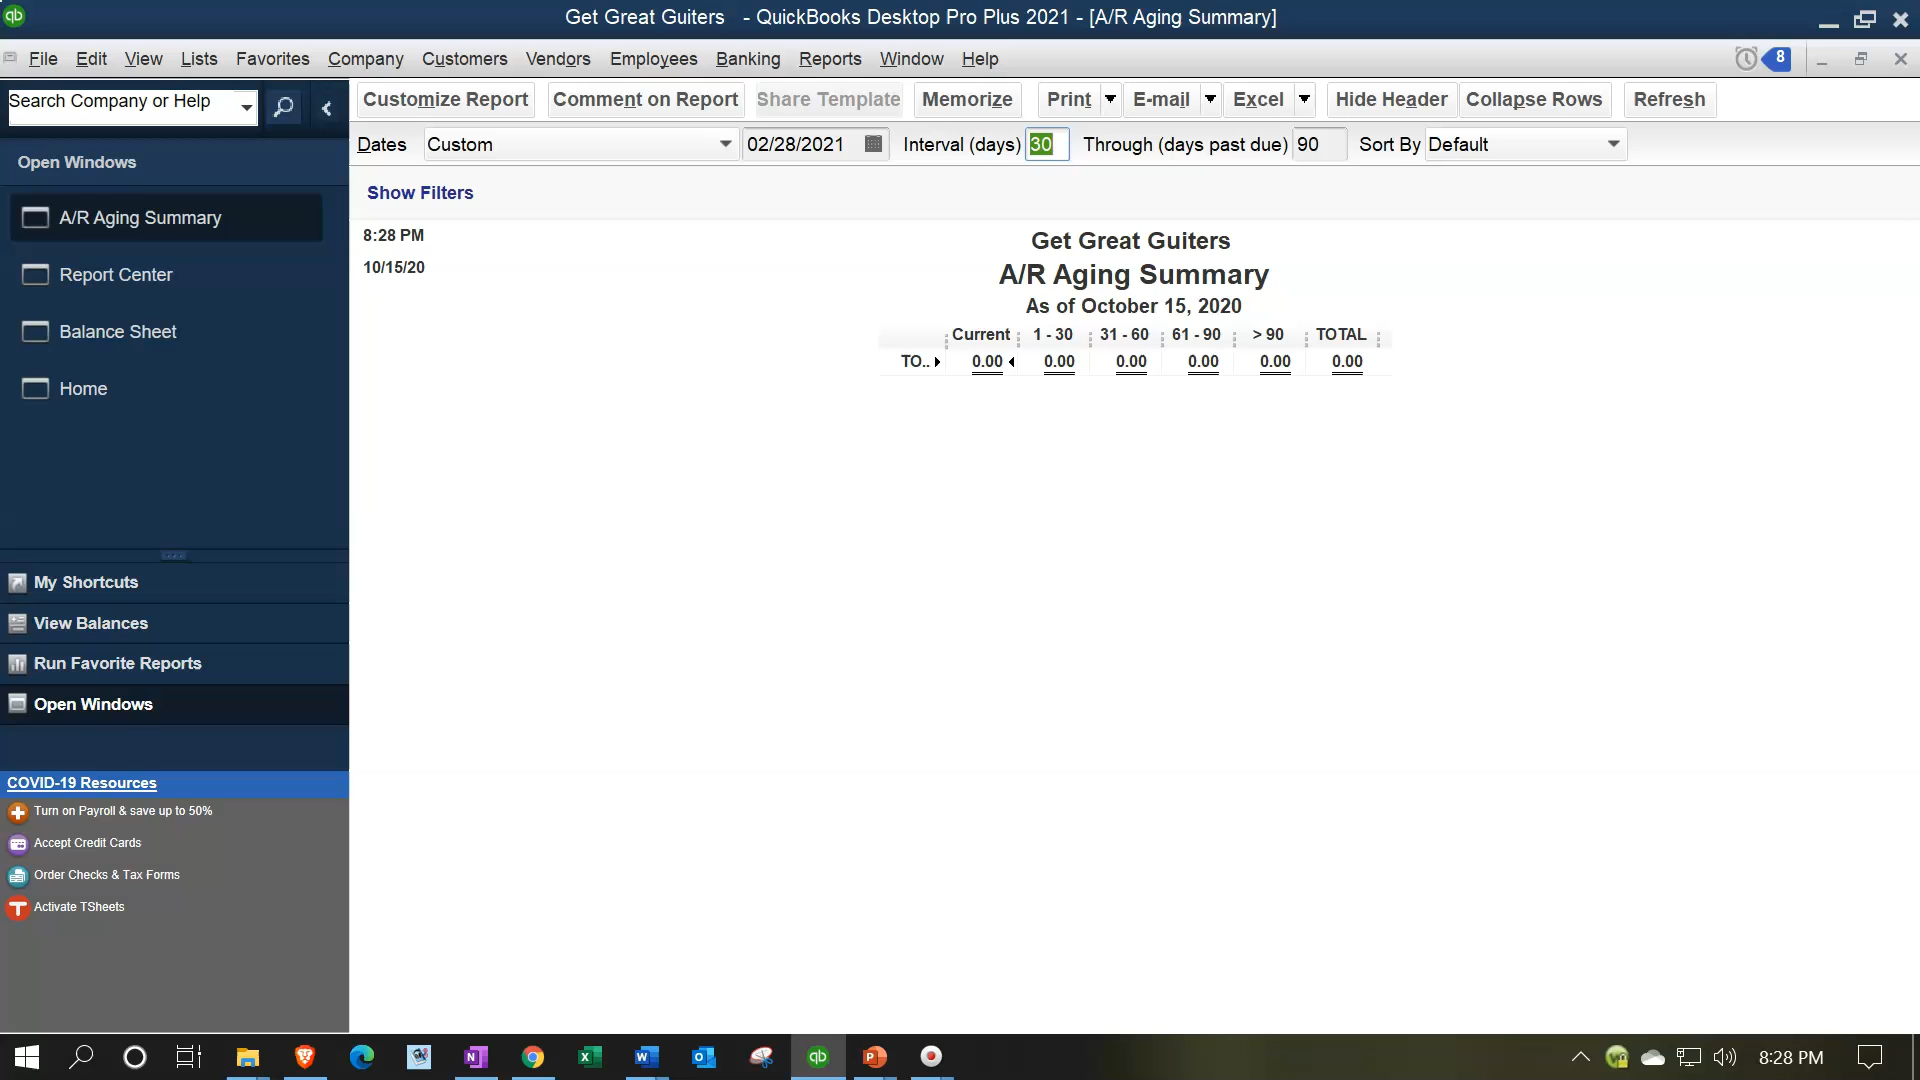 qb Get Great Guiters - QuickBooks Desktop Pro Plus 2021 - [A/R Aging Summary]
File Edit View Lists Favorites Company Customers Vendors Employees Banking Reports Window Help 8
Search Company or Help
Customize Report Comment on Report Share Template Memorize Print E-mail Excel Hide Header Collapse Rows Refresh
Dates Custom 02/28/2021 Interval (days) 30 Through (days past due) 90 Sort By Default
Show Filters
Open Windows
A/R Aging Summary
Report Center
Balance Sheet
Home
My Shortcuts
View Balances
Run Favorite Reports
Open Windows
COVID-19 Resources
Turn on Payroll & save up to 50%
Accept Credit Cards
Order Checks & Tax Forms
Activate TSheets
8:28 PM
10/15/20
Get Great Guiters
A/R Aging Summary
As of October 15, 2020
Current 1 - 30 31 - 60 61 - 90 > 90 TOTAL
TO.. 0.00 0.00 0.00 0.00 0.00 0.00
8:28 PM